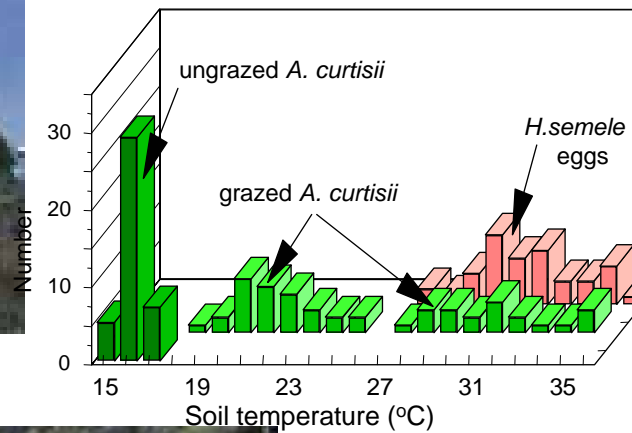 ungrazed A. curtisii
H.semele
eggs
grazed A. curtisii
Number
30
20
10
0
15 19 23 27 31 35
Soil temperature (oC)